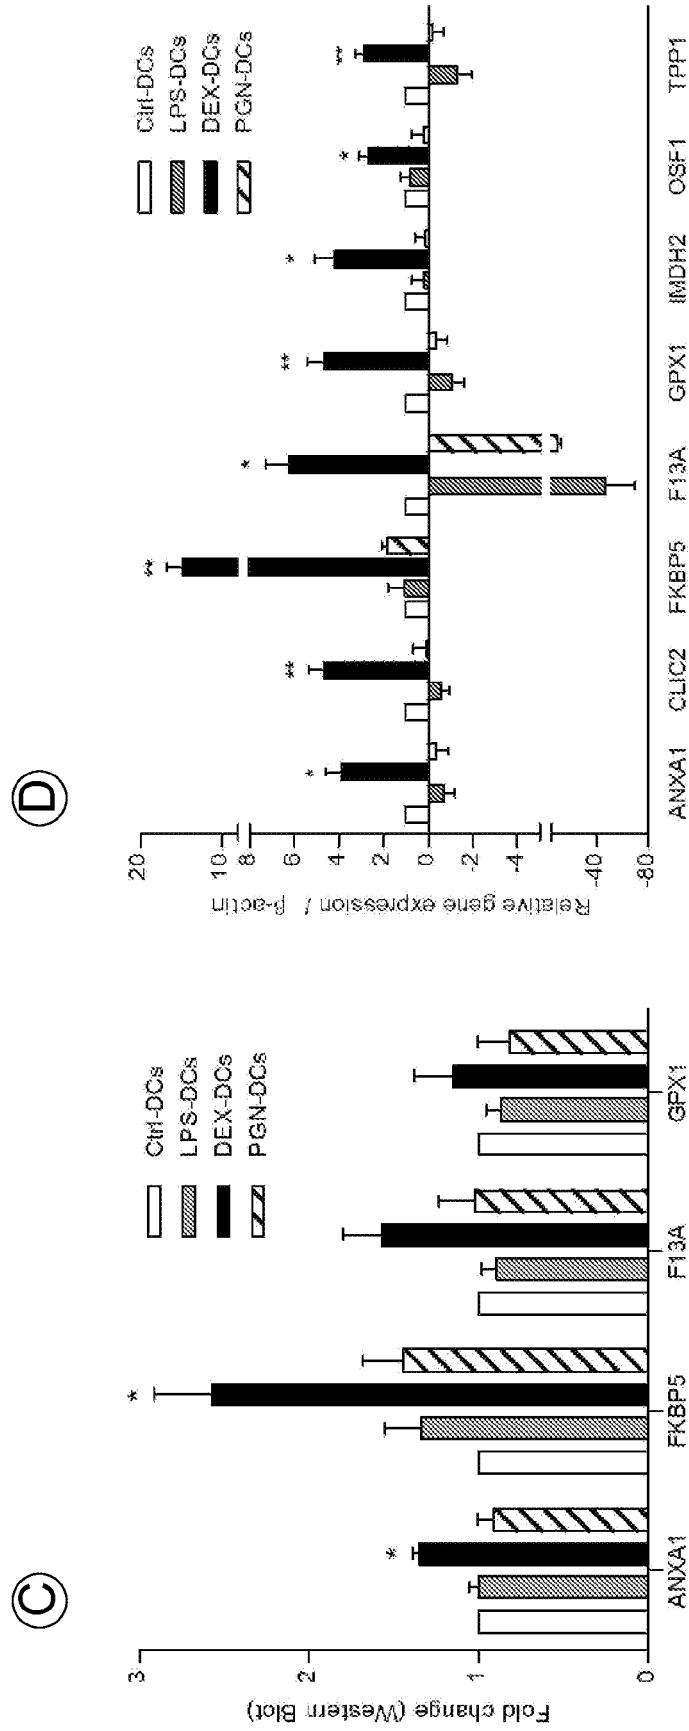 C
Fold change (Western Blot)
3
2
1
0
Ctrl-DCs
LPS-DCs
DEX-DCs
PGN-DCs
*
*
ANXA1
FKBP5
F13A
GPX1
D
Relative gene expression / β-actin
20
10
8
6
4
2
0
-2
-4
-40
-80
Ctrl-DCs
LPS-DCs
DEX-DCs
PGN-DCs
*
**
**
*
**
*
*
**
ANXA1
CLIC2
FKBP5
F13A
GPX1
IMDH2
OSF1
TPP1